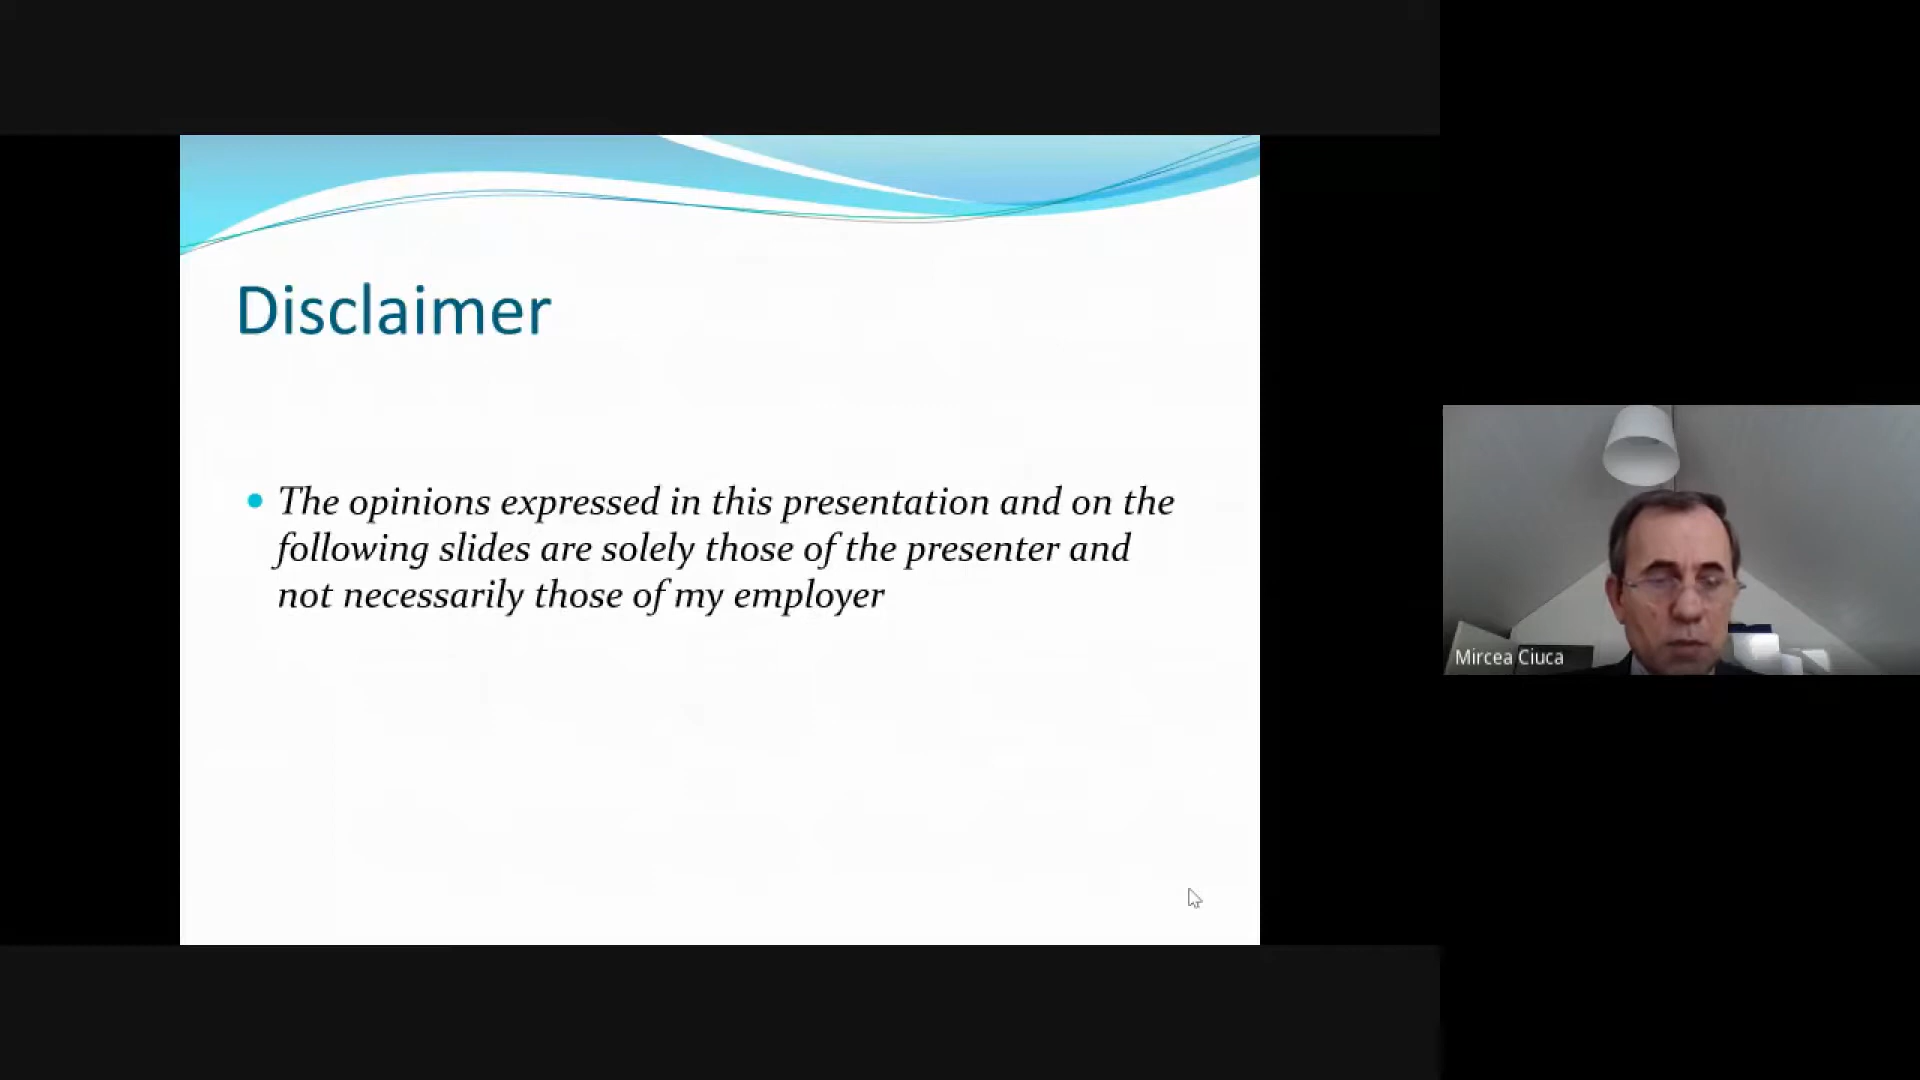 Disclaimer
The opinions expressed in this presentation and on the
following slides are solely those of the presenter and
not necessarily those of my employer
Mircea Ciuca